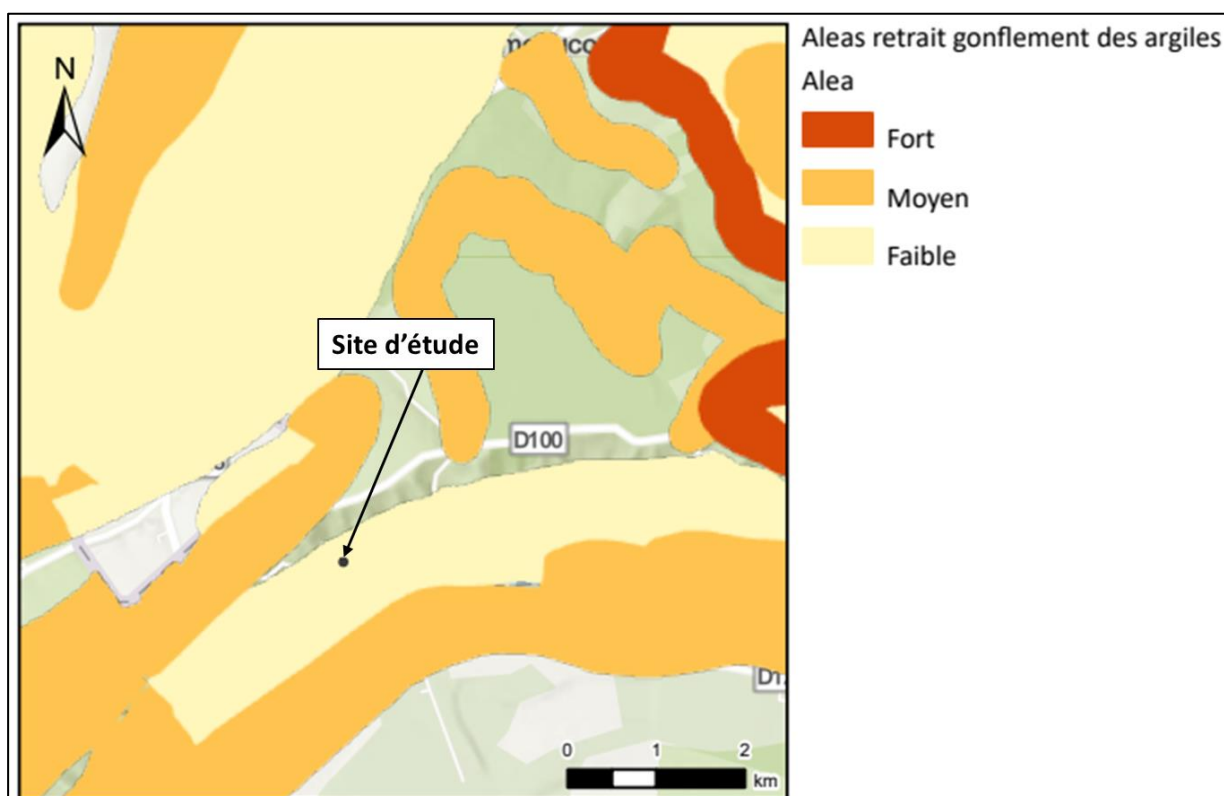 Aleas retrait gonflement des argiles
Alea
Fort
Moyen
Faible
N
Site d'étude
D100
0 1 2
km